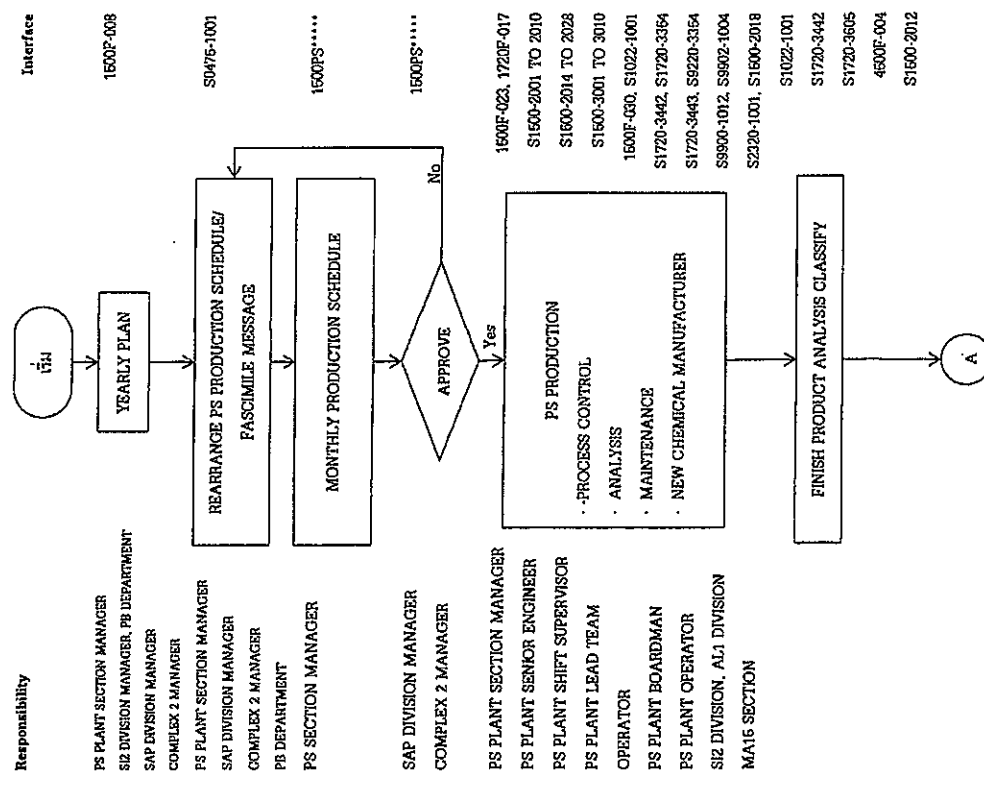 Responsibility
Interface
เริ่ม
PS PLANT SECTION MANAGER
SI2 DIVISION MANAGER, PB DEPARTMENT
SAP DIVISION MANAGER
COMPLEX 2 MANAGER
YEARLY PLAN
1600P-008
PS PLANT SECTION MANAGER
SAP DIVISION MANAGER
COMPLEX 2 MANAGER
PB DEPARTMENT
REARRANGE PS PRODUCTION SCHEDULE/
FASCIMILE MESSAGE
S0476-1001
PS SECTION MANAGER
MONTHLY PRODUCTION SCHEDULE
1500PS*****
SAP DIVISION MANAGER
COMPLEX 2 MANAGER
APPROVE
No
Yes
1500PS*****
PS PLANT SECTION MANAGER
PS PLANT SENIOR ENGINEER
PS PLANT SHIFT SUPERVISOR
PS PLANT LEAD TEAM
OPERATOR
PS PLANT BOARDMAN
PS PLANT OPERATOR
SI2 DIVISION, AL1 DIVISION
MA15 SECTION
PS PRODUCTION
- PROCESS CONTROL
- ANALYSIS
- MAINTENANCE
- NEW CHEMICAL MANUFACTURER
1600F-023, 1720F-017
S1500-2001 TO 2010
S1600-2014 TO 2028
S1500-3001 TO 3010
1600F-030, S1022-1001
S1720-3442, S1720-3364
S1720-3443, S9220-3354
S9900-1012, S9902-1004
S2320-1001, S1600-2018
FINISH PRODUCT ANALYSIS CLASSIFY
S1022-1001
S1720-3442
S1720-3605
4600F-004
S1600-2012
A